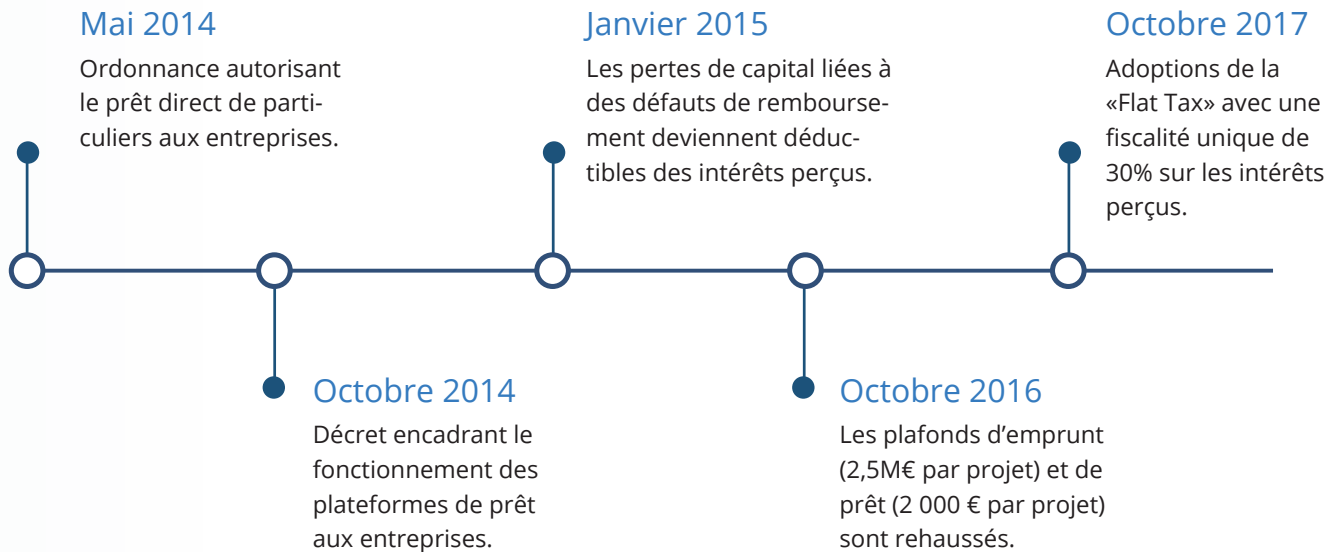 Mai 2014
Ordonnance autorisant
le prêt direct de parti-
culiers aux entreprises.
Octobre 2014
Décret encadrant le
fonctionnement des
plateformes de prêt
aux entreprises.
Janvier 2015
Les pertes de capital liées à
des défauts de rembourse-
ment deviennent déduc-
tibles des intérêts perçus.
Octobre 2016
Les plafonds d’emprunt
(2,5M€ par projet) et de
prêt (2 000 € par projet)
sont rehaussés.
Octobre 2017
Adoptions de la
«Flat Tax» avec une
fiscalité unique de
30% sur les intérêts
perçus.